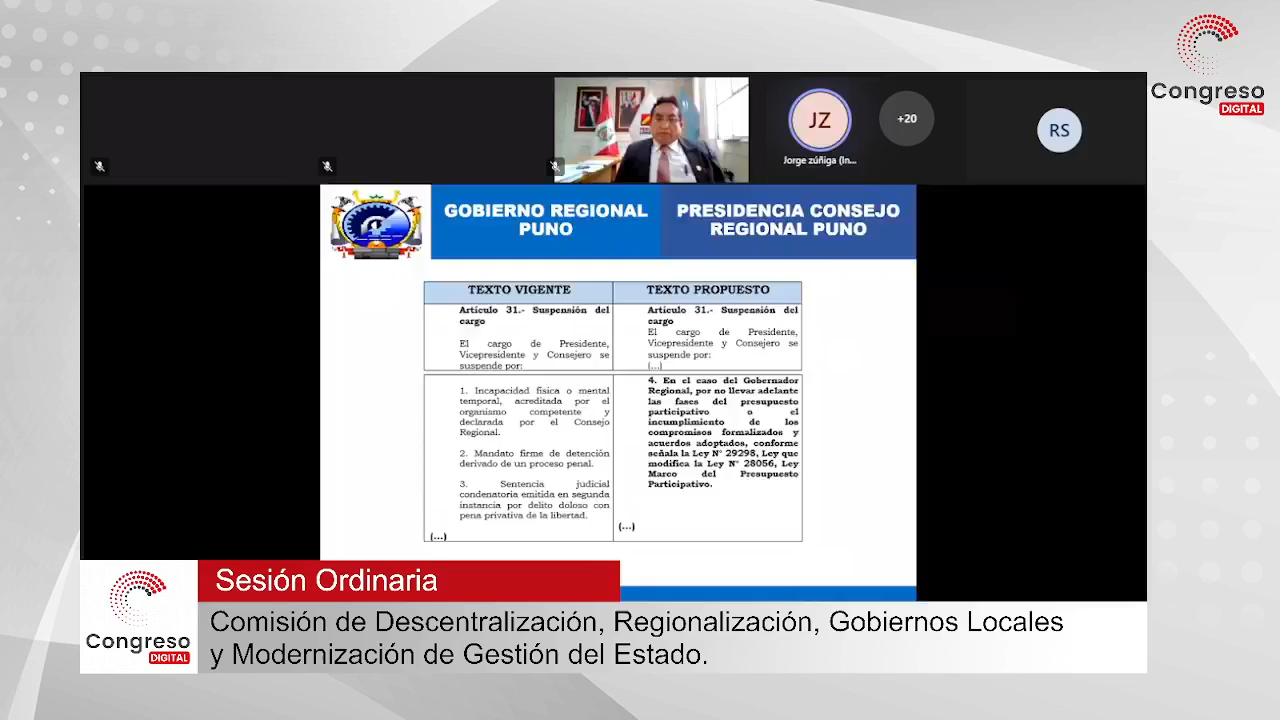 Congreso
DIGITAL
JZ
+20
RS
Jorge zúñiga (In...
GOBIERNO REGIONAL
PUNO
PRESIDENCIA CONSEJO
REGIONAL PUNO
TEXTO VIGENTE
Artículo 31.- Suspensión del
cargo
El cargo de Presidente,
Vicepresidente y Consejero se
suspende por:
TEXTO PROPUESTO
Artículo 31.- Suspensión del
cargo
El cargo de Presidente,
Vicepresidente y Consejero se
suspende por:
(...)
1. Incapacidad física o mental
temporal, acreditada por el
organismo competente y
declarada por el Consejo
Regional.
2. Mandato firme de detención
derivado de un proceso penal.
3. Sentencia judicial
condenatoria emitida en segunda
instancia por delito doloso con
pena privativa de la libertad.
(...)
4. En el caso del Gobernador
Regional, por no llevar adelante
las fases del presupuesto
participativo o el
incumplimiento de los
compromisos formalizados y
acuerdos adoptados, conforme
señala la Ley N° 29298, Ley que
modifica la Ley N° 28056, Ley
Marco del Presupuesto
Participativo.
(...)
Sesión Ordinaria
Congreso
DIGITAL
Comisión de Descentralización, Regionalización, Gobiernos Locales
y Modernización de Gestión del Estado.